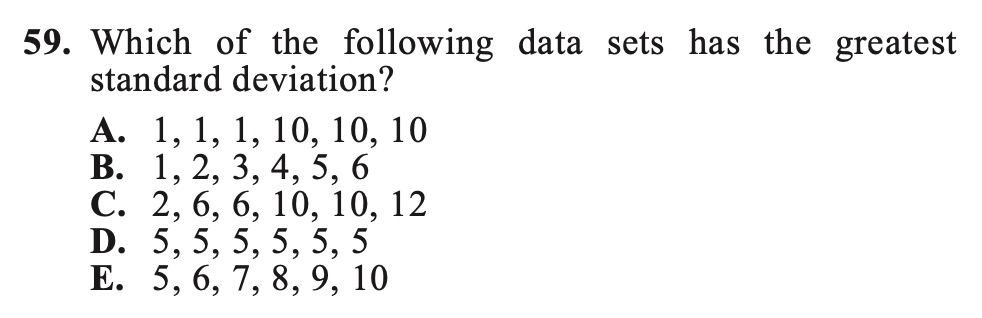 59. Which of the following data sets has the greatest
standard deviation?
A. 1, 1, 1, 10, 10, 10
B. 1, 2, 3, 4, 5, 6
C. 2, 6, 6, 10, 10, 12
D. 5, 5, 5, 5, 5, 5
E. 5, 6, 7, 8, 9, 10